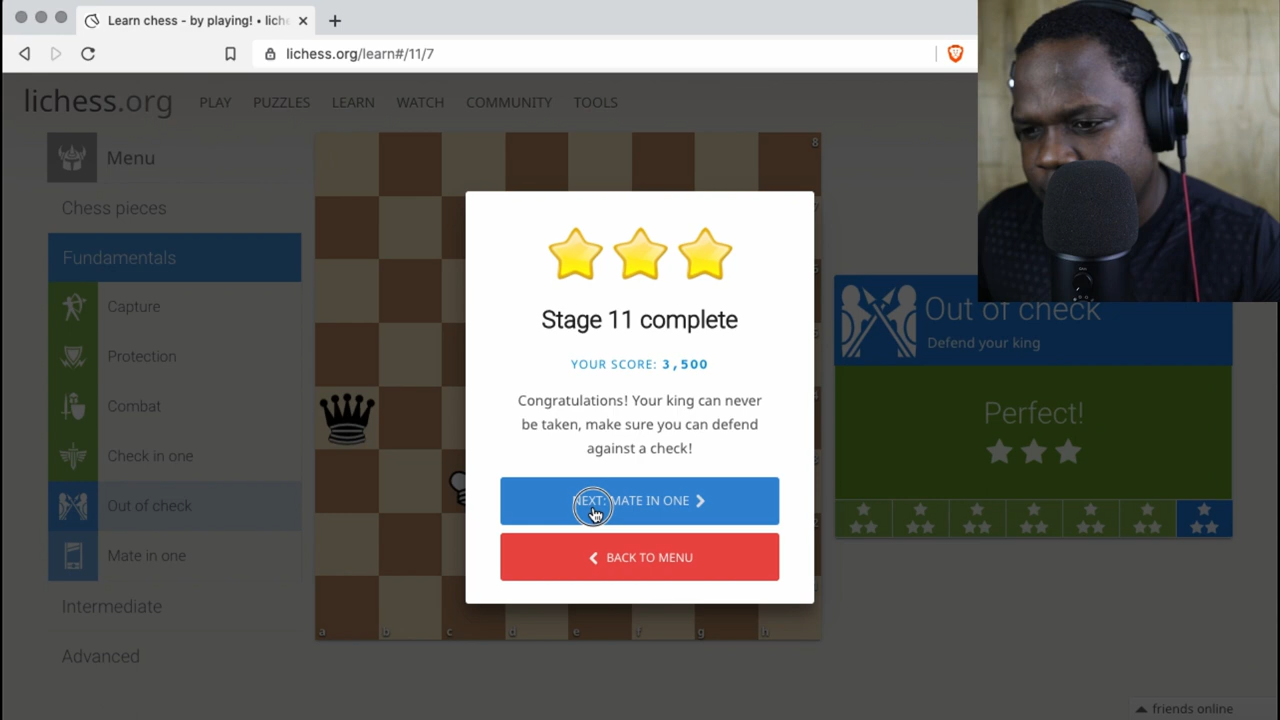 Learn chess - by playing! • lich
lichess.org/learn#/11/7
lichess.org
PLAY
PUZZLES
LEARN
WATCH
COMMUNITY
TOOLS
Menu
Chess pieces
Fundamentals
Capture
Protection
Combat
Check in one
Out of check
Mate in one
Intermediate
Advanced
8
a
b
c
d
e
f
g
h
Stage 11 complete
YOUR SCORE: 3,500
Congratulations! Your king can never
be taken, make sure you can defend
against a check!
NEXT: MATE IN ONE
BACK TO MENU
Out of check
Defend your king
Perfect!
friends online